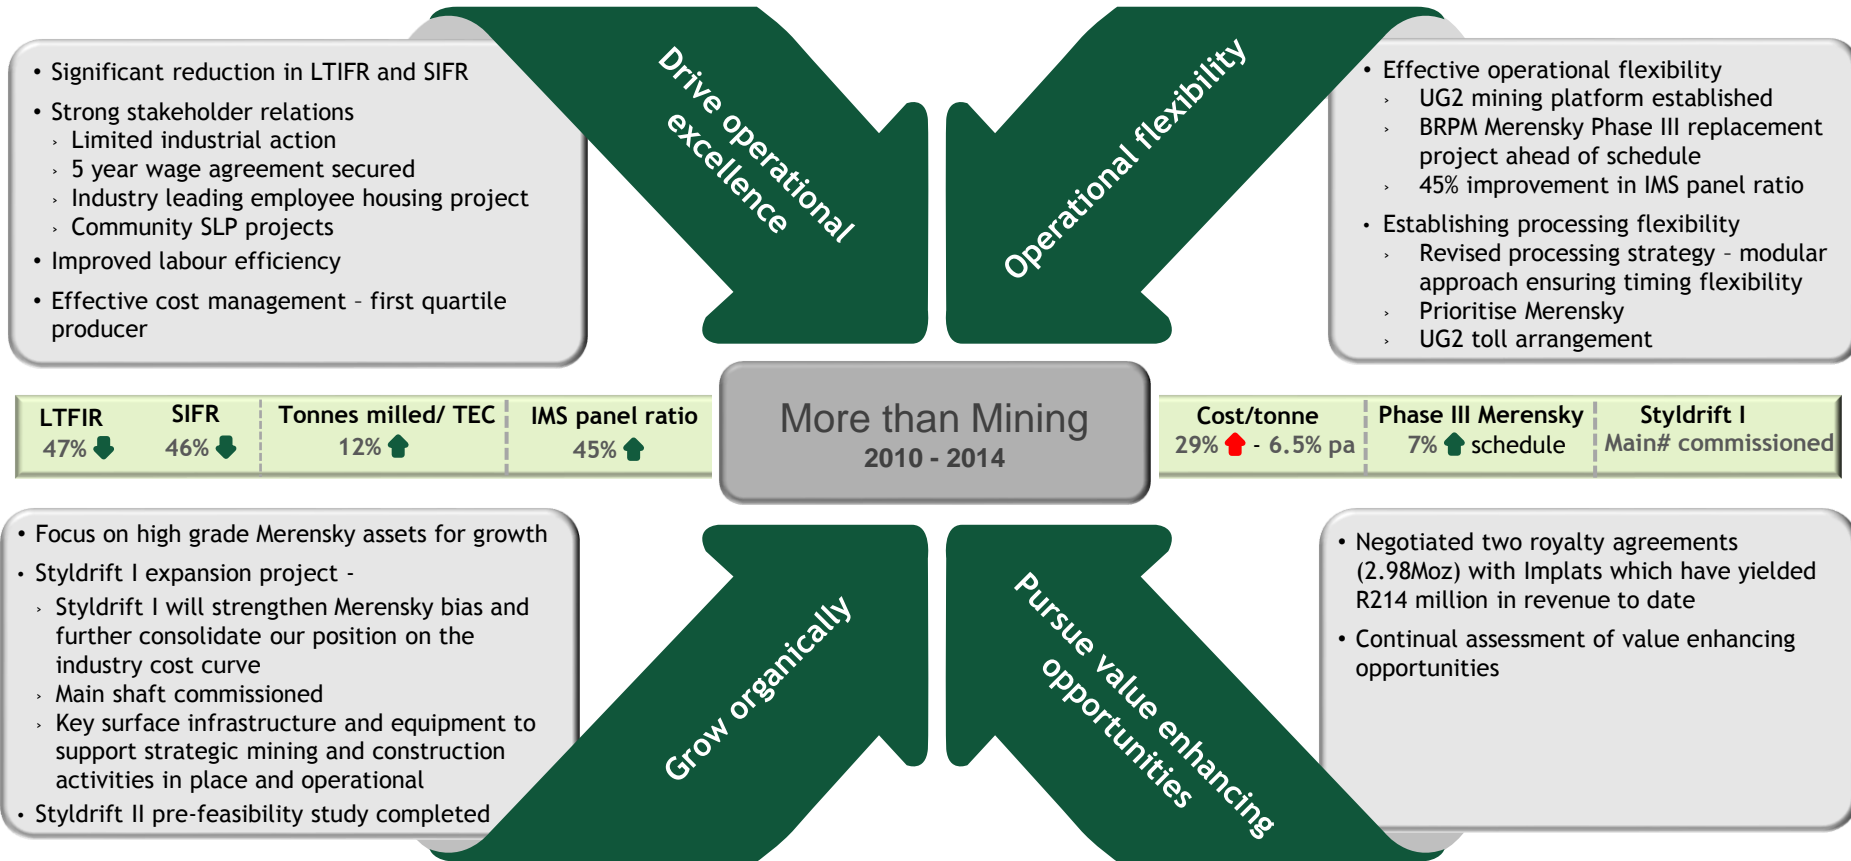 Drive operational
excellence
Operational flexibility
• Significant reduction in LTIFR and SIFR
• Strong stakeholder relations
› Limited industrial action
› 5 year wage agreement secured
› Industry leading employee housing project
› Community SLP projects
• Improved labour efficiency
• Effective cost management – first quartile
producer
• Effective operational flexibility
› UG2 mining platform established
› BRPM Merensky Phase III replacement
project ahead of schedule
› 45% improvement in IMS panel ratio
• Establishing processing flexibility
› Revised processing strategy – modular
approach ensuring timing flexibility
› Prioritise Merensky
› UG2 toll arrangement
LTFIR
47%
SIFR
46%
Tonnes milled/ TEC
12%
IMS panel ratio
45%
More than Mining
2010 - 2014
Cost/tonne
29% - 6.5% pa
Phase III Merensky
7% schedule
Styldrift I
Main# commissioned
• Focus on high grade Merensky assets for growth
• Styldrift I expansion project -
› Styldrift I will strengthen Merensky bias and
further consolidate our position on the
industry cost curve
› Main shaft commissioned
› Key surface infrastructure and equipment to
support strategic mining and construction
activities in place and operational
• Styldrift II pre-feasibility study completed
Grow organically
Pursue value enhancing
opportunities
• Negotiated two royalty agreements
(2.98Moz) with Implats which have yielded
R214 million in revenue to date
• Continual assessment of value enhancing
opportunities